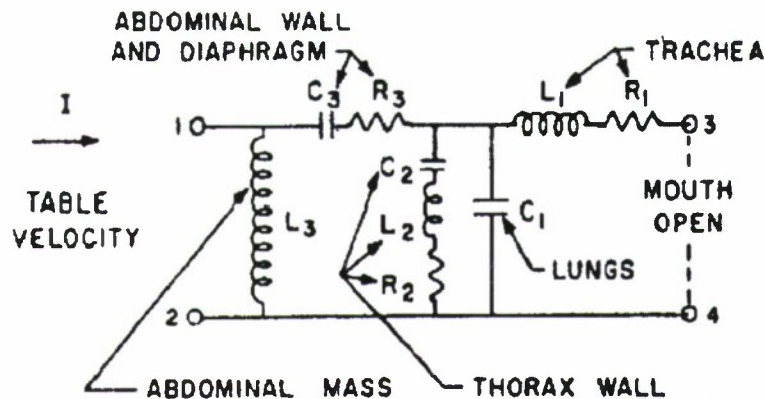 ABDOMINAL WALL
AND DIAPHRAGM
TRACHEA
C3 R3
L1 R1
I
1
3
TABLE
VELOCITY
L3
C2
L2
R2
C1
LUNGS
MOUTH
OPEN
2
4
ABDOMINAL MASS
THORAX WALL